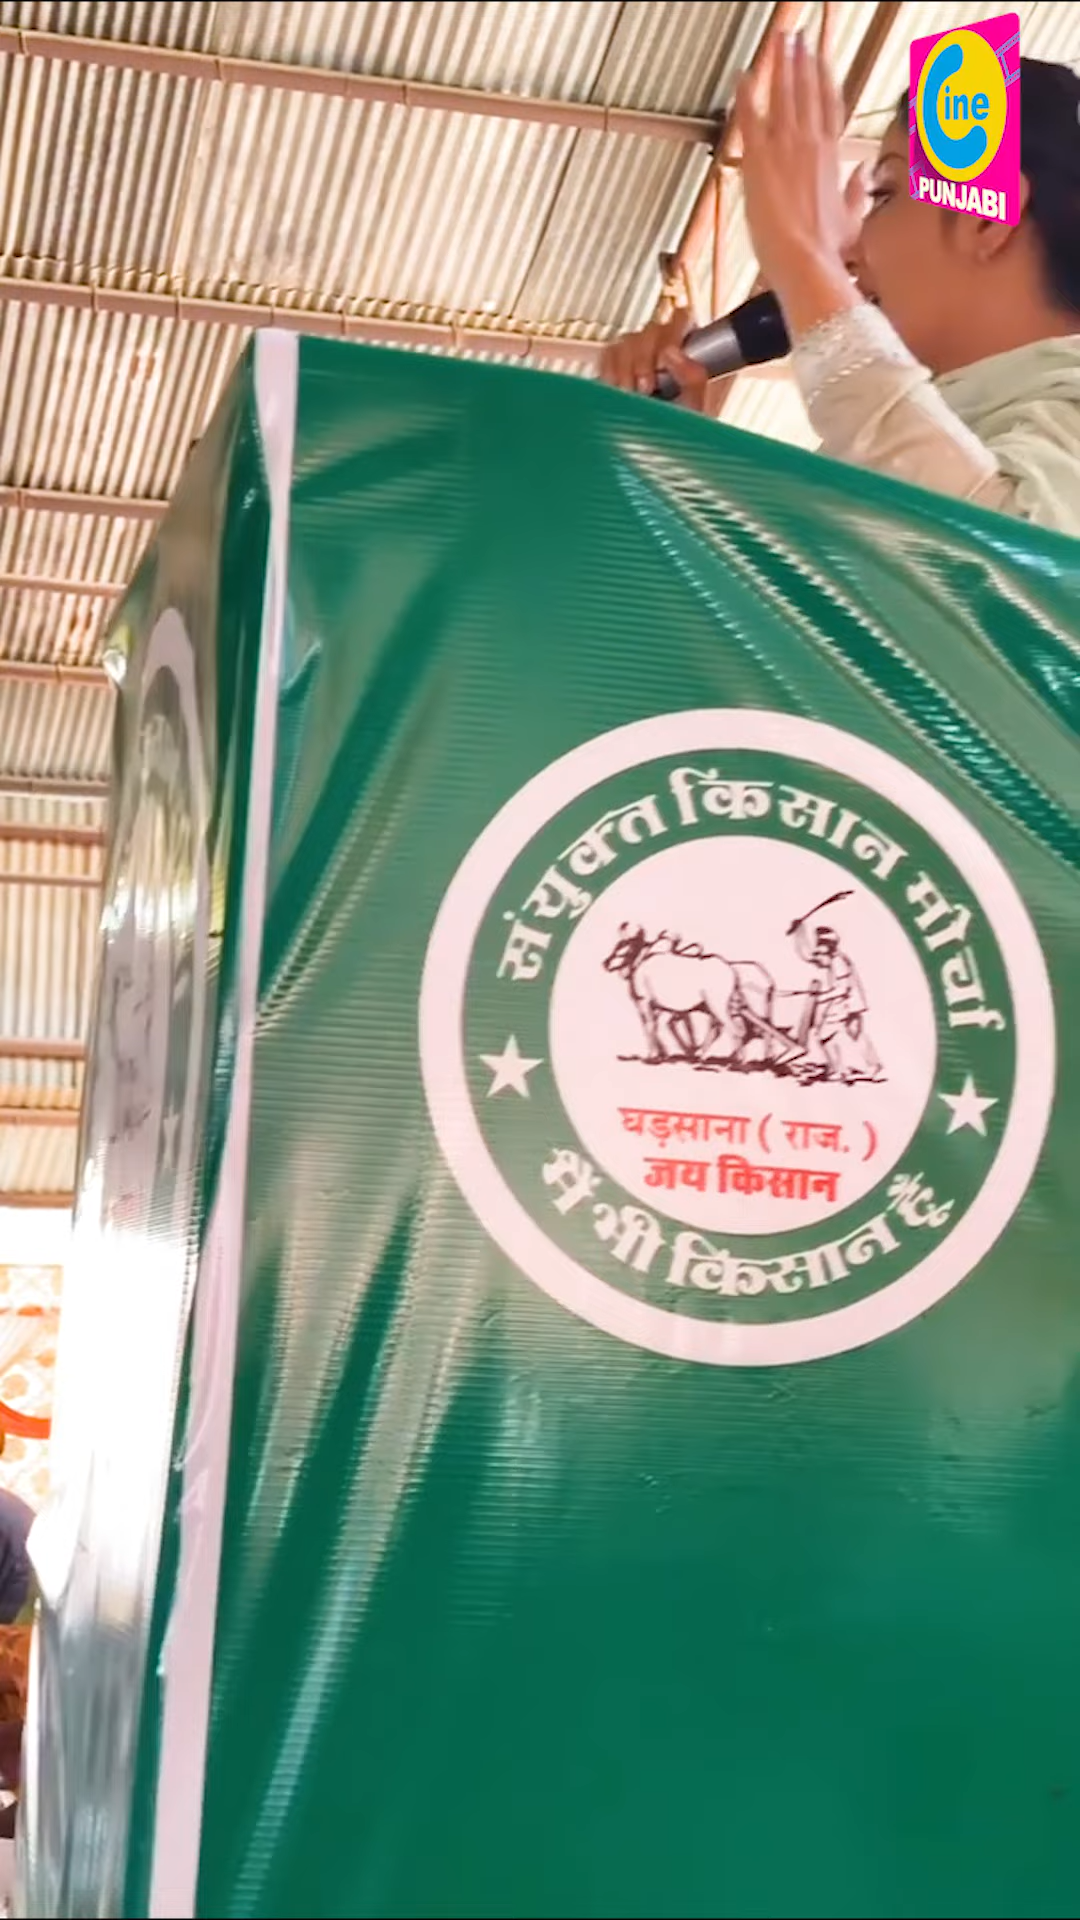 Cine
PUNJABI
संयुक्त किसान मोर्चा
घड़साना ( राज. )
जय किसान
मैं भी किसान हूँ